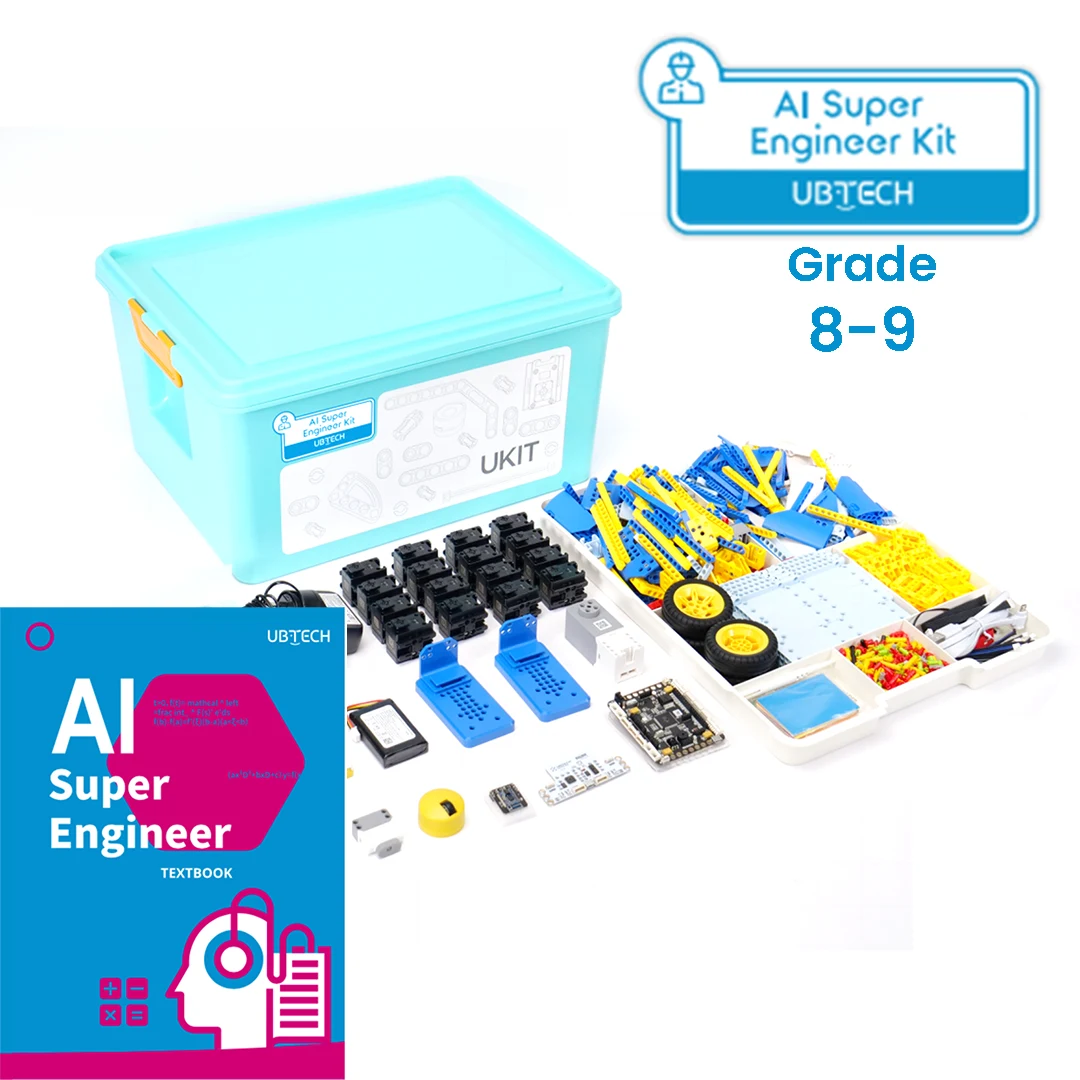 AI Super
Engineer Kit
UBTECH
Grade
8-9
AI Super
Engineer Kit
UBTECH
UKIT
UBTECH
AI
Super
Engineer
TEXTBOOK